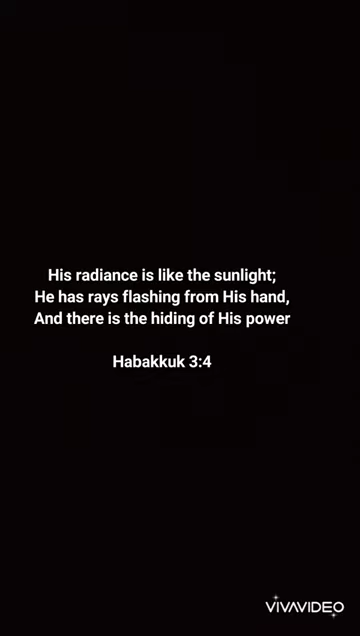 His radiance is like the sunlight;
He has rays flashing from His hand,
And there is the hiding of His power
Habakkuk 3:4
VIVAVIDEO